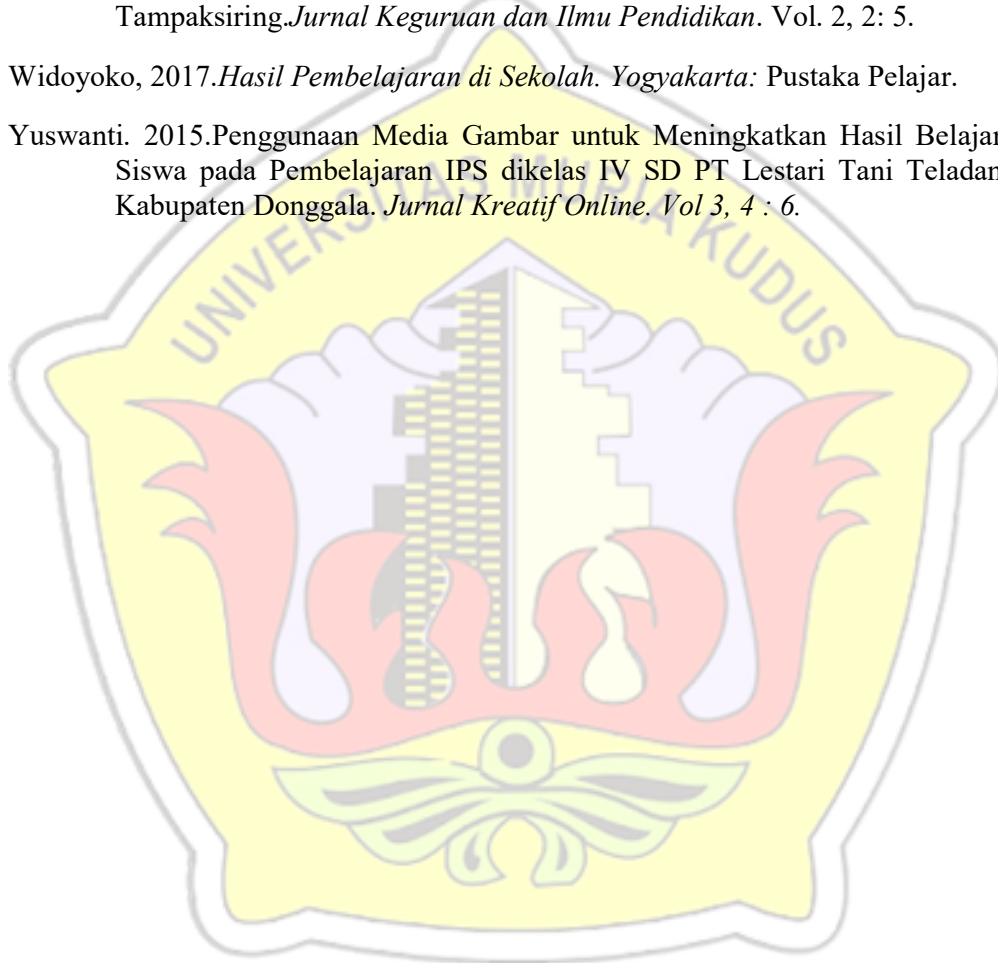 Tampaksiring.Jurnal Keguruan dan Ilmu Pendidikan. Vol. 2, 2: 5.
Widoyoko, 2017.Hasil Pembelajaran di Sekolah. Yogyakarta: Pustaka Pelajar.
Yuswanti. 2015.Penggunaan Media Gambar untuk Meningkatkan Hasil Belajar
Siswa pada Pembelajaran IPS dikelas IV SD PT Lestari Tani Teladan
Kabupaten Donggala. Jurnal Kreatif Online. Vol 3, 4 : 6.
UNIVERSITAS MURIA KUDUS